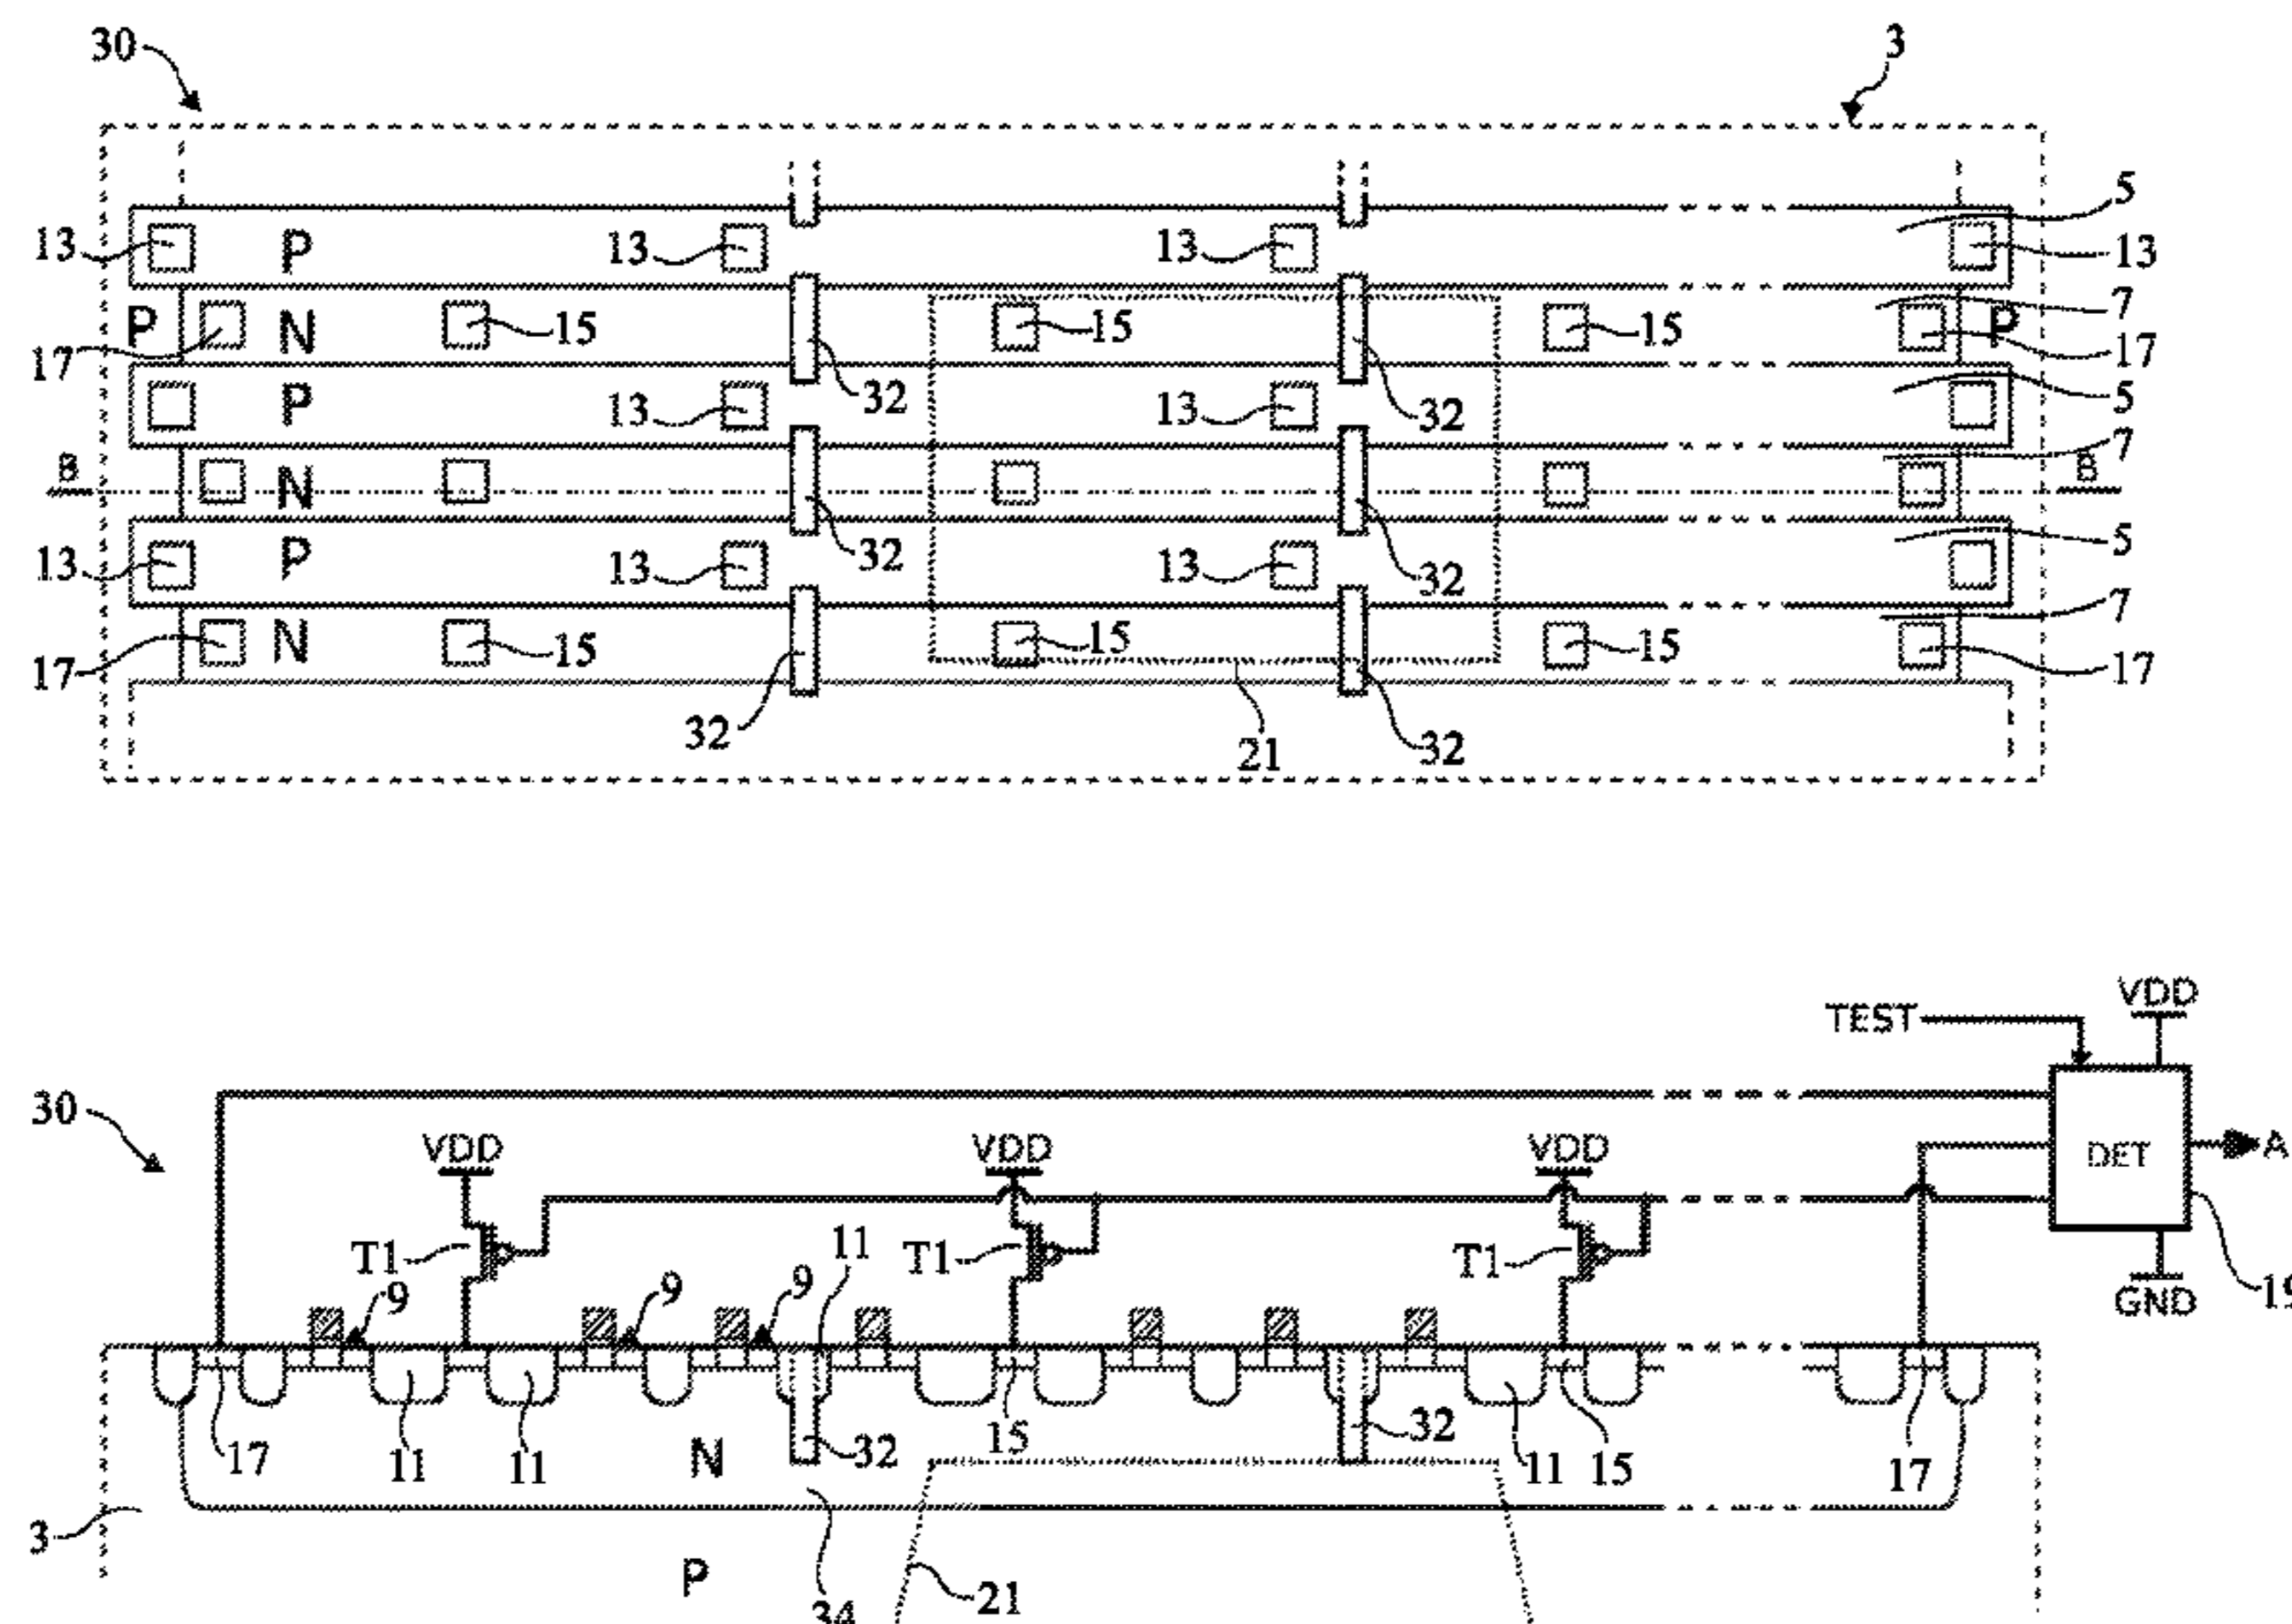 30
3
5
13 P 13 13 13
P 7
17 N 15 15 15 P
17
P 13 32 13 32 5
7
B N B
13 P 13 32 13 32 5
7
17 N 15 15 15 17
32 21 32
TEST VDD
30
VDD VDD VDD DET A
T1 T1 T1
9 9 9 11 GND 19
17 11 11 N 32 15 32 11 15 17
3
P 34 21